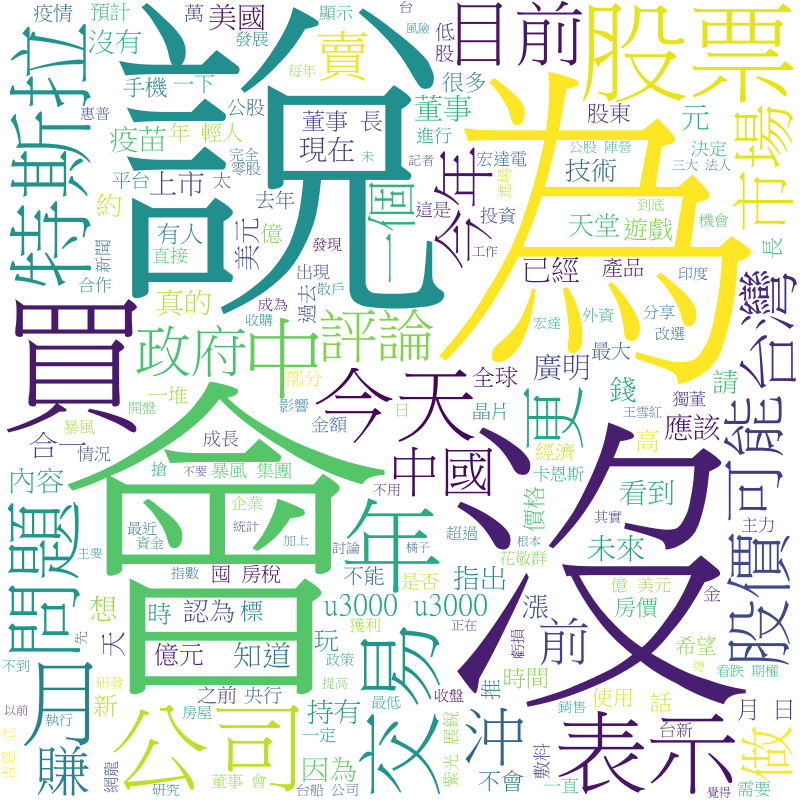 疫情
預計
萬
美國
顯示
台
風險
目前
股票
沒有
發展
每年
賣
低
股
很多
說
為
手機
一下
公股
董事
股東
元
市場
惠普
疫苗
年
輕人
董事 長
現在
進行
完全
零股
未
記者
宏達電
公股 陣營
進場
技術
決定
三大 法人
特斯拉
平台
上市
太
去年
一個
今年
這是
投資
到底
機會
長
約
有人
美元
億
天堂
遊戲
工作
新聞
直接
發現
合作
真的
出現
散戶
過去
已經
產品
印度
買
政府
中
評論
成為
收購
宏達
外資
分享
改選
台灣
部分
廣明
最大
可能
一堆
影響
今天
全球
更
錢
獨董
請
暴風
開盤
金額
日
晶片
王雪紅
合一
情況
成長
應該
內容
搶
不要
暴風 集團
中國
經濟
高
卡恩斯
看到
問題
會
沒
企業
統計
加上
不用
價格
其實
主力
股價
最近
資金
年
討論
橘子
超過
根本
花敬群
未來
主要
指數
囤 房稅
不能
是否
指出
億 美元
金
想
時
認為
標
u3000 u3000
漲
前
房價
加
先
天
億元
知道
玩
獲利
正在
虧損
希望
總
不到
研發
政策
交易
推
時間
看跌 期權
之前
央行
提高
收盤
使用
話
月 日
以前
執行
新
房屋
持有
最低
銷售
吉恩 立
賺
網龍
公司
一定
因為
紫光 展銳
沖
不會
敷料
表示
台新
做
董事 會
研究
台船 公司
一直
覺得
需要